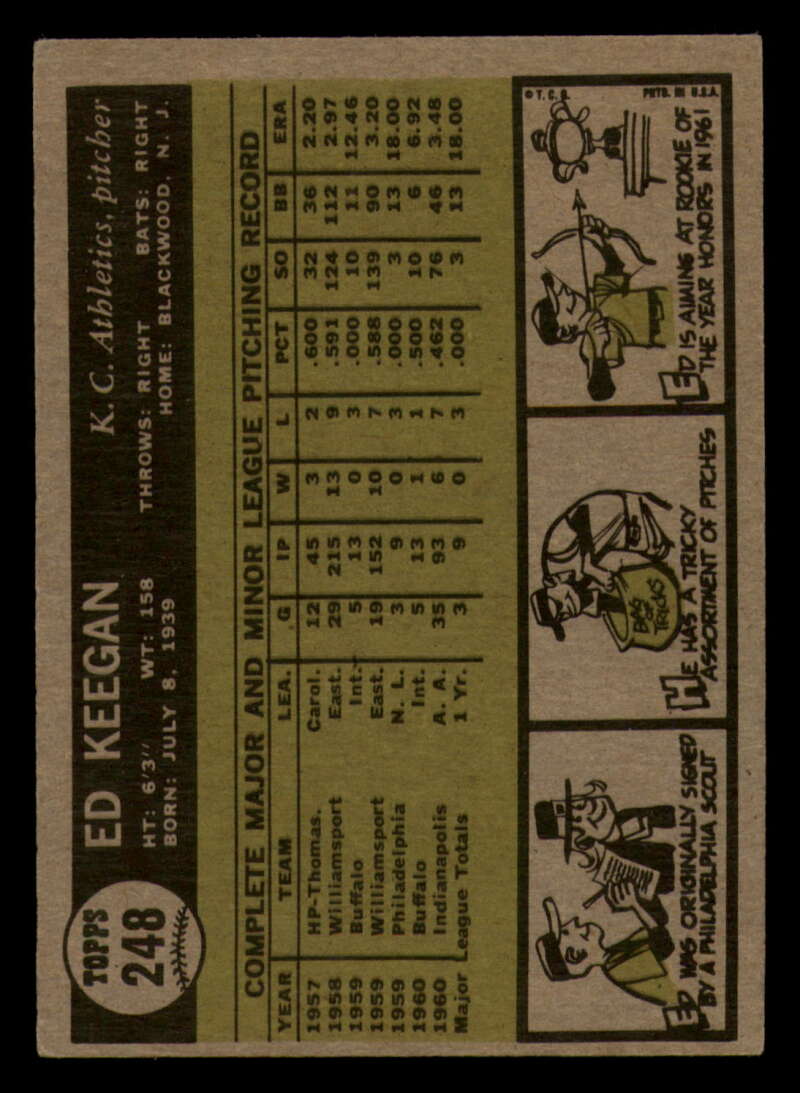 TOPPS
248
ED KEEGAN
K. C. Athletics, pitcher
HT: 6'3" WT: 158 THROWS: RIGHT BATS: RIGHT
BORN: JULY 8, 1939 HOME: BLACKWOOD, N. J.
COMPLETE MAJOR AND MINOR LEAGUE PITCHING RECORD
YEAR TEAM LEA. G IP W L PCT SO BB ERA
1957 HP-Thomas. Carol. 12 45 3 2 .600 32 36 2.20
1958 Williamsport East. 29 215 13 9 .591 124 112 2.97
1959 Buffalo Int. 5 13 0 3 .000 10 11 12.46
1959 Williamsport East. 19 152 10 7 .588 139 90 3.20
1959 Philadelphia N. L. 3 9 0 3 .000 3 13 18.00
1960 Buffalo Int. 5 13 1 1 .500 10 6 6.92
1960 Indianapolis A. A. 35 93 6 7 .462 76 46 3.48
Major League Totals 1 Yr. 3 9 0 3 .000 3 13 18.00
ED WAS ORIGINALLY SIGNED
BY A PHILADELPHIA SCOUT
BAG
OF
TRICKS
HE HAS A TRICKY
ASSORTMENT OF PITCHES
© T. C. G. PRTD. IN U.S.A.
ED IS AIMING AT ROOKIE OF
THE YEAR HONORS IN 1961